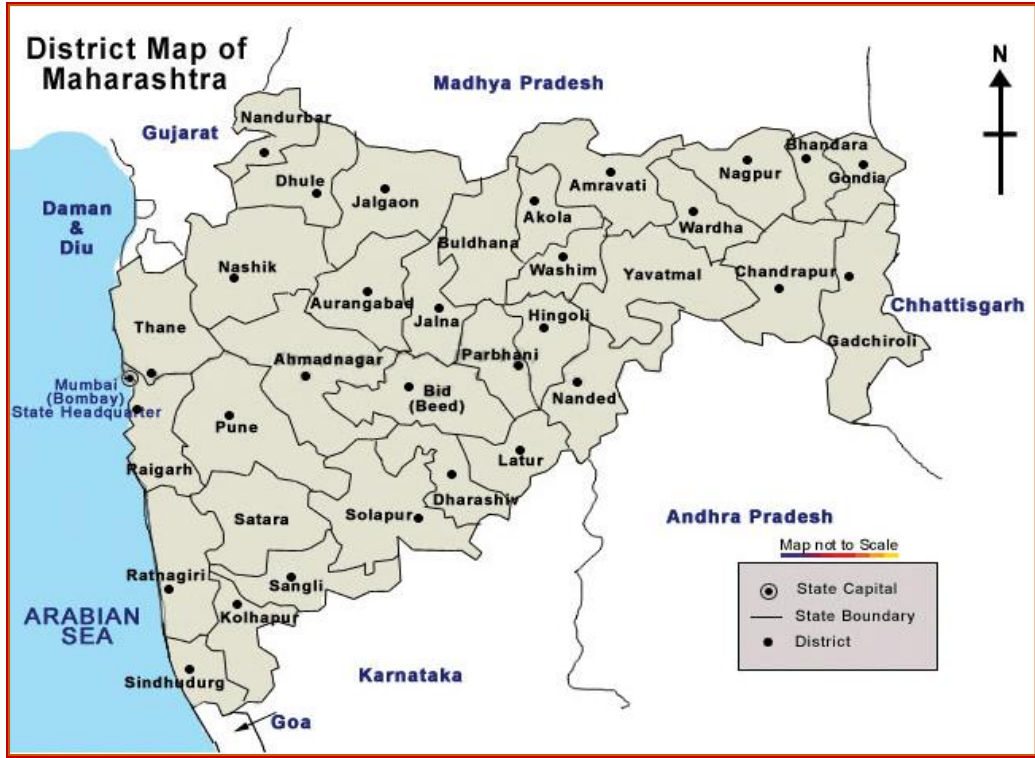 District Map of
Maharashtra
N
Madhya Pradesh
Gujarat
Nandurbar
Bhandara
Nagpur
Gondia
Dhule
Jalgaon
Amravati
Daman
&
Diu
Akola
Wardha
Buldhana
Nashik
Washim
Yavatmal
Chandrapur
Aurangabad
Chhattisgarh
Thane
Jalna
Hingoli
Gadchiroli
Ahmadnagar
Parbhani
Mumbai
(Bombay)
State Headquarter
Bid
(Beed)
Nanded
Pune
Latur
Raigarh
Dharashiv
Satara
Solapur
Andhra Pradesh
Map not to Scale
Ratnagiri
Sangli
State Capital
ARABIAN
SEA
Kolhapur
State Boundary
District
Karnataka
Sindhudurg
Goa